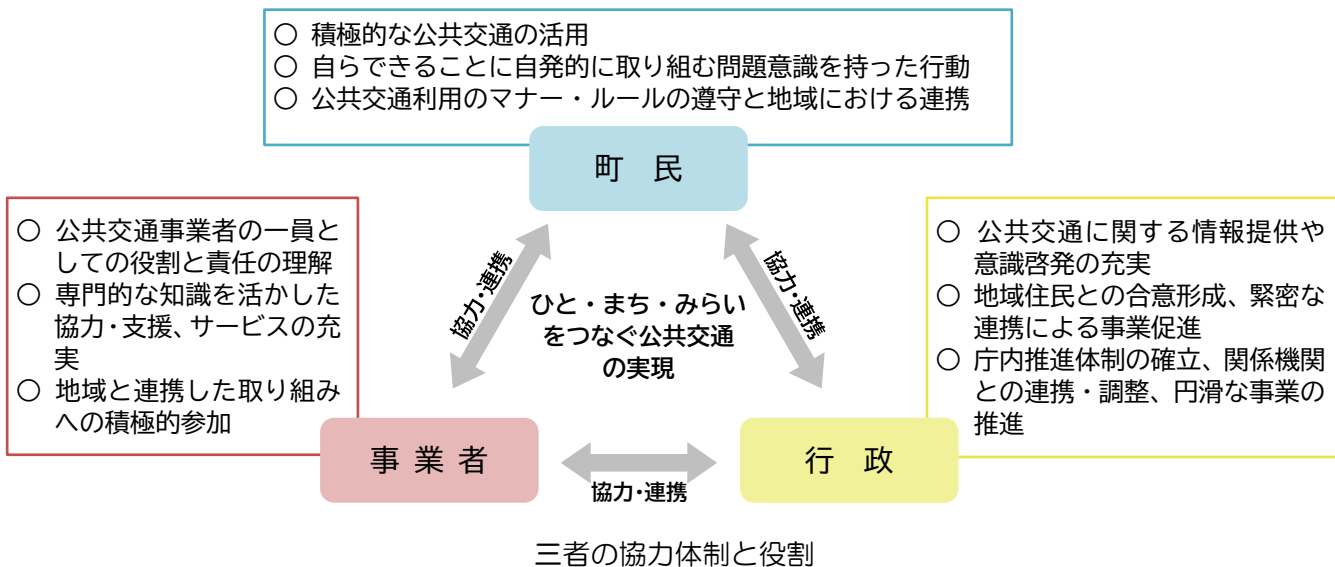 ○ 積極的な公共交通の活用
○ 自らできることに自発的に取り組む問題意識を持った行動
○ 公共交通利用のマナー・ルールの遵守と地域における連携
町 民
○ 公共交通事業者の一員と
しての役割と責任の理解
○ 専門的な知識を活かした
協力・支援、サービスの充
実
○ 地域と連携した取り組み
への積極的参加
事 業 者
○ 公共交通に関する情報提供や
意識啓発の充実
○ 地域住民との合意形成、緊密な
連携による事業促進
○ 庁内推進体制の確立、関係機関
との連携・調整、円滑な事業の
推進
行 政
協力・連携
協力・連携
ひと・まち・みらい
をつなぐ公共交通
の実現
協力・連携
三者の協力体制と役割